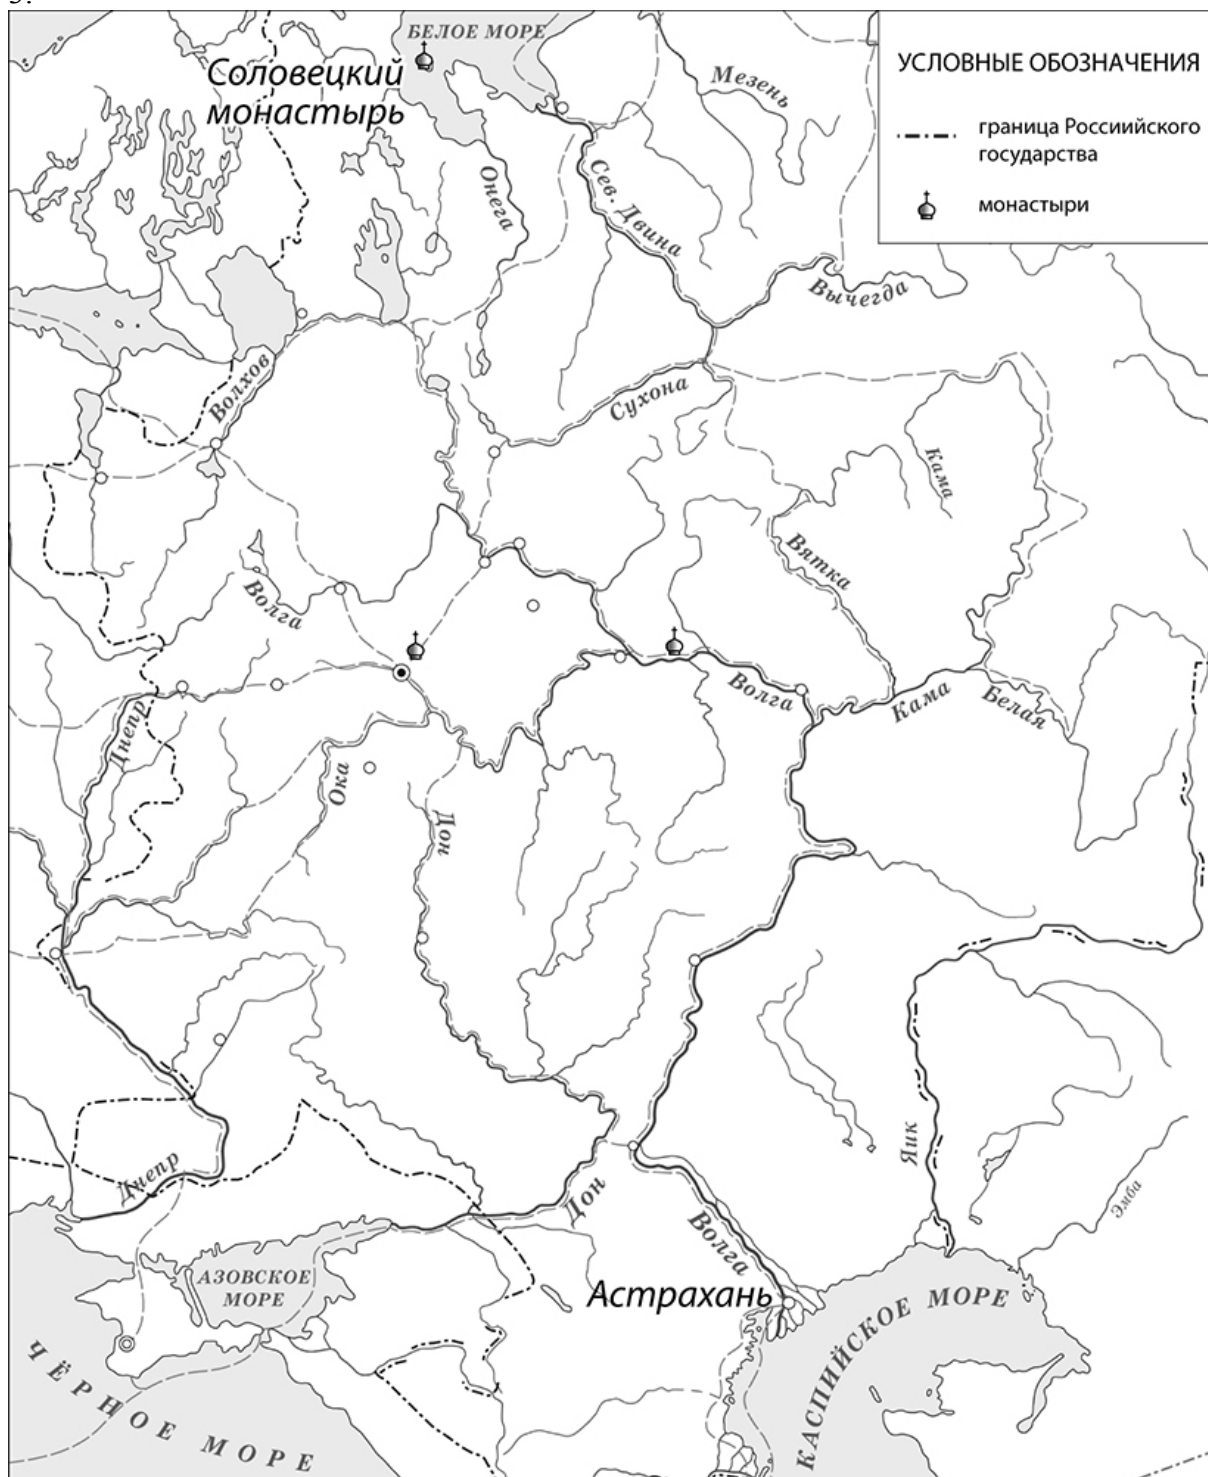 БЕЛОЕ МОРЕ
Соловецкий
монастырь
УСЛОВНЫЕ ОБОЗНАЧЕНИЯ
граница Россиийского
государства
монастыри
Мезень
Онега
Сев. Двина
Вычегда
Волхов
Сухона
Кама
Вятка
Волга
Волга
Кама
Белая
Днепр
Ока
Дон
Яик
Днепр
Дон
Волга
Эмба
АЗОВСКОЕ
МОРЕ
Астрахань
КАСПИЙСКОЕ МОРЕ
ЧЁРНОЕ МОРЕ